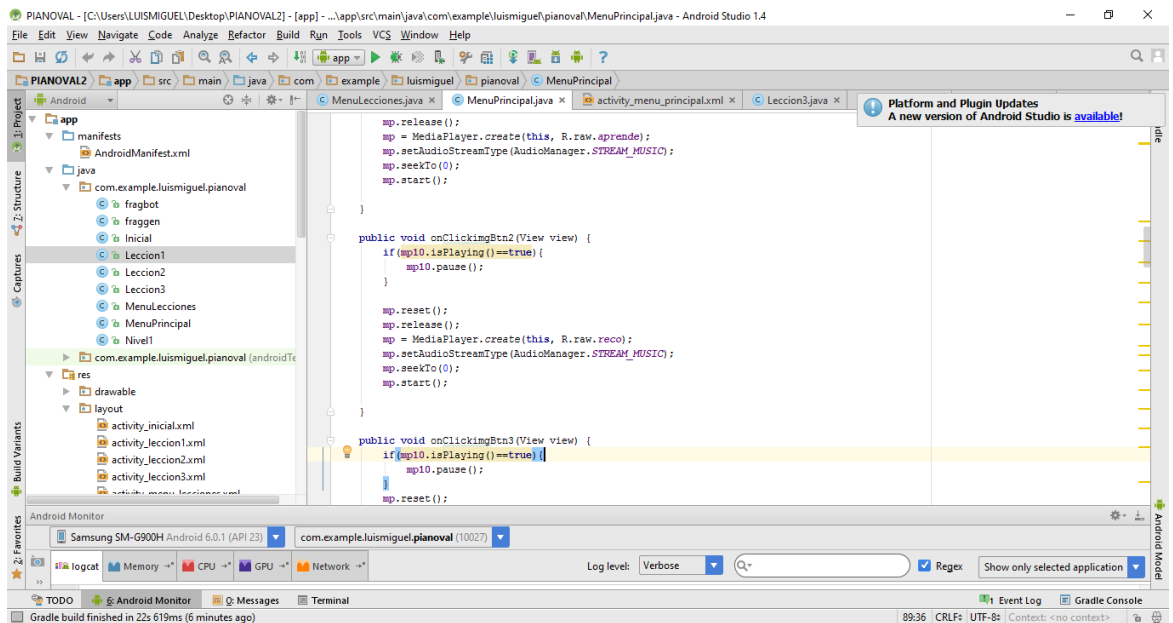 PIANOVAL - [C:\Users\LUISMIGUEL\Desktop\PIANOVAL2] - [app] - ...\app\src\main\java\com\example\luismiguel\pianoval\MenuPrincipal.java - Android Studio 1.4
File Edit View Navigate Code Analyze Refactor Build Run Tools VCS Window Help
app
PIANOVAL2 app src main java com example luismiguel pianoval MenuPrincipal
Android
MenuLecciones.java × MenuPrincipal.java × activity_menu_principal.xml × Leccion3.java ×
Platform and Plugin Updates
A new version of Android Studio is available!
1: Project
7: Structure
Captures
Build Variants
2: Favorites
app
manifests
AndroidManifest.xml
java
com.example.luismiguel.pianoval
fragbot
fraggen
Inicial
Leccion1
Leccion2
Leccion3
MenuLecciones
MenuPrincipal
Nivel1
com.example.luismiguel.pianoval (androidTe
res
drawable
layout
activity_inicial.xml
activity_leccion1.xml
activity_leccion2.xml
activity_leccion3.xml
activity_menu_lecciones.xml
mp.release();
mp = MediaPlayer.create(this, R.raw.aprende);
mp.setAudioStreamType(AudioManager.STREAM_MUSIC);
mp.seekTo(0);
mp.start();
}
public void onClickimgBtn2(View view) {
if(mp10.isPlaying()==true){
mp10.pause();
}
mp.reset();
mp.release();
mp = MediaPlayer.create(this, R.raw.reco);
mp.setAudioStreamType(AudioManager.STREAM_MUSIC);
mp.seekTo(0);
mp.start();
}
public void onClickimgBtn3(View view) {
if(mp10.isPlaying()==true){
mp10.pause();
}
mp.reset();
Android Model
Android Monitor
Samsung SM-G900H Android 6.0.1 (API 23) com.example.luismiguel.pianoval (10027)
logcat Memory CPU GPU Network Log level: Verbose Regex Show only selected application
TODO 6: Android Monitor 0: Messages Terminal 1 Event Log Gradle Console
Gradle build finished in 22s 619ms (6 minutes ago) 89:36 CRLF UTF-8 Context: <no context>